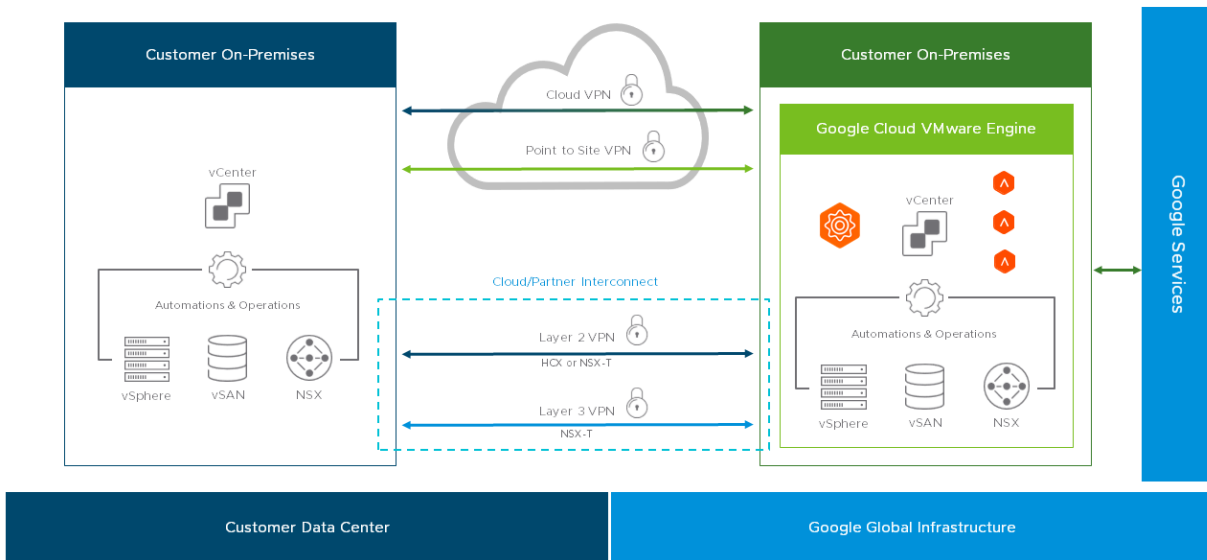 Customer On-Premises
Customer On-Premises
Google Services
Cloud VPN
Point to Site VPN
Google Cloud VMware Engine
vCenter
Automations & Operations
vSphere
vSAN
NSX
Cloud/Partner Interconnect
Layer 2 VPN
HCX or NSX-T
Layer 3 VPN
NSX-T
vCenter
Automations & Operations
vSphere
vSAN
NSX
Customer Data Center
Google Global Infrastructure